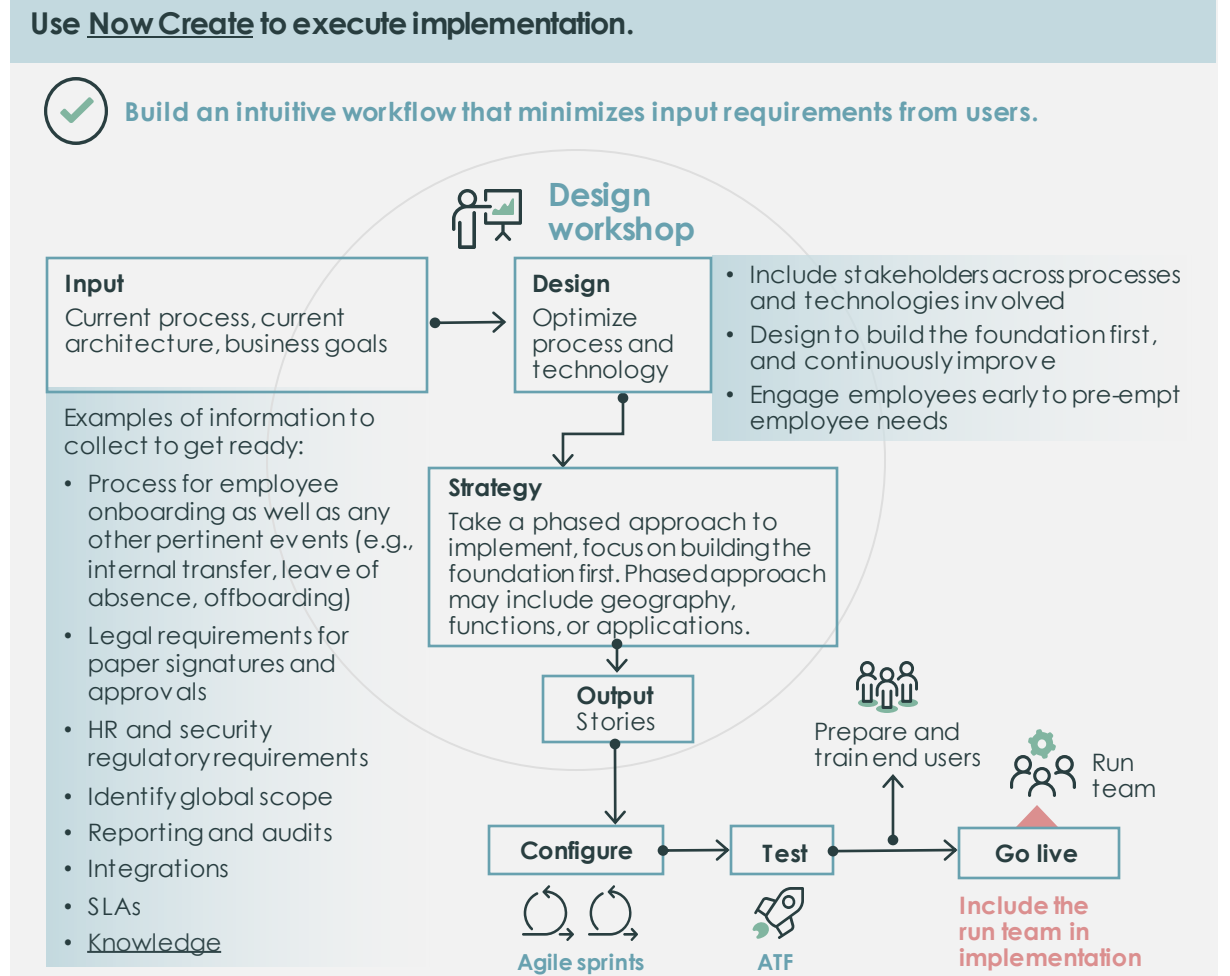 Use Now Create to execute implementation.
Build an intuitive workflow that minimizes input requirements from users.
Design
workshop
Input
Current process, current
architecture, business goals
Design
Optimize
process and
technology
• Include stakeholders across processes
and technologies involved
• Design to build the foundation first,
and continuously improve
• Engage employees early to pre-empt
employee needs
Examples of information to
collect to get ready:
• Process for employee
onboarding as well as any
other pertinent events (e.g.,
internal transfer, leave of
absence, offboarding)
• Legal requirements for
paper signatures and
approvals
• HR and security
regulatory requirements
• Identify global scope
• Reporting and audits
• Integrations
• SLAs
• Knowledge
Strategy
Take a phased approach to
implement, focus on building the
foundation first. Phased approach
may include geography,
functions, or applications.
Output
Stories
Prepare and
train end users
Run
team
Configure
Test
Go live
Agile sprints
ATF
Include the
run team in
implementation